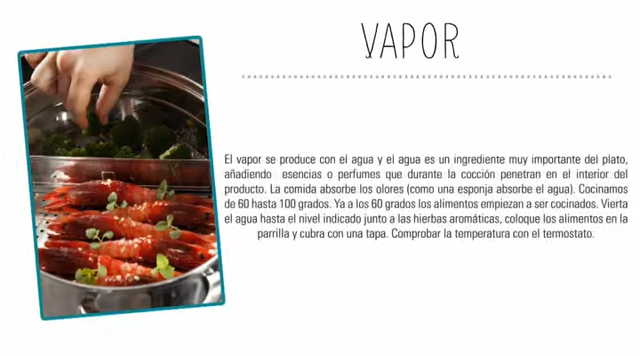 VAPOR
El vapor se produce con el agua y el agua es un ingrediente muy importante del plato,
añadiendo esencias o perfumes que durante la cocción penetran en el interior del
producto. La comida absorbe los olores (como una esponja absorbe el agua). Cocinamos
de 60 hasta 100 grados. Ya a los 60 grados los alimentos empiezan a ser cocinados. Vierta
el agua hasta el nivel indicado junto a las hierbas aromáticas, coloque los alimentos en la
parrilla y cubra con una tapa. Comprobar la temperatura con el termostato.